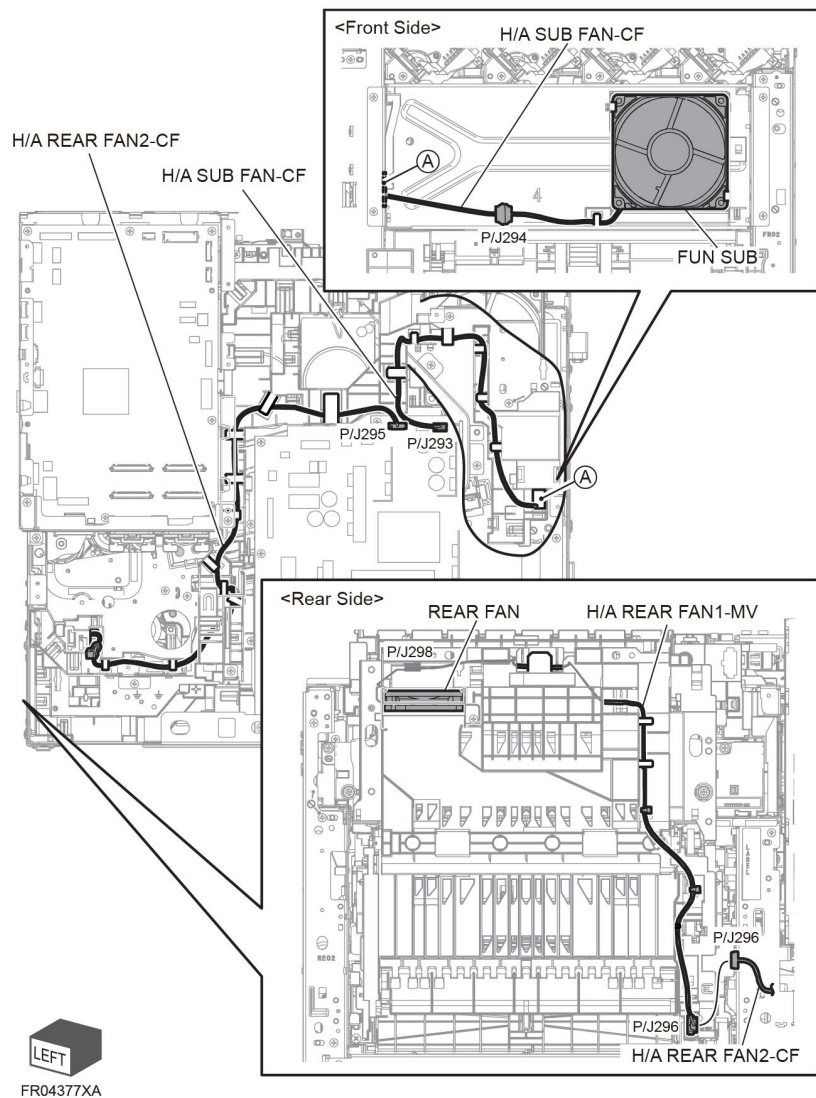 <Front Side>
H/A SUB FAN-CF
H/A REAR FAN2-CF
H/A SUB FAN-CF
A
4
P/J294
FUN SUB
FR02
P/J295
P/J293
A
<Rear Side>
REAR FAN
H/A REAR FAN1-MV
P/J298
LABEL
RE02
P/J296
P/J296
H/A REAR FAN2-CF
LEFT
FR04377XA